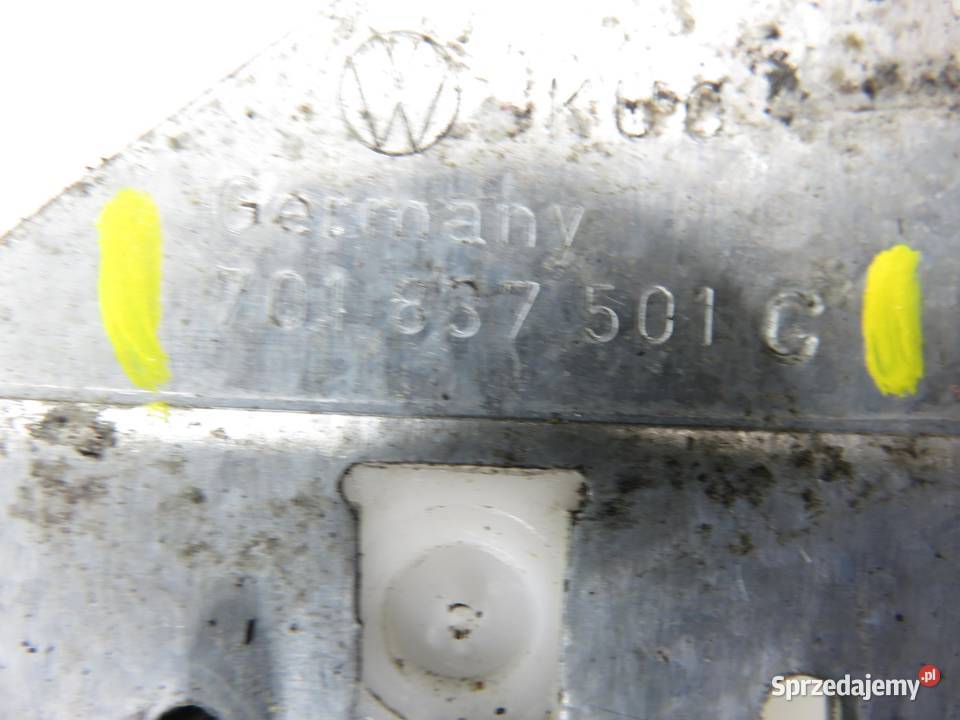 Germany
701 837 501 C
Sprzedajemy.pl